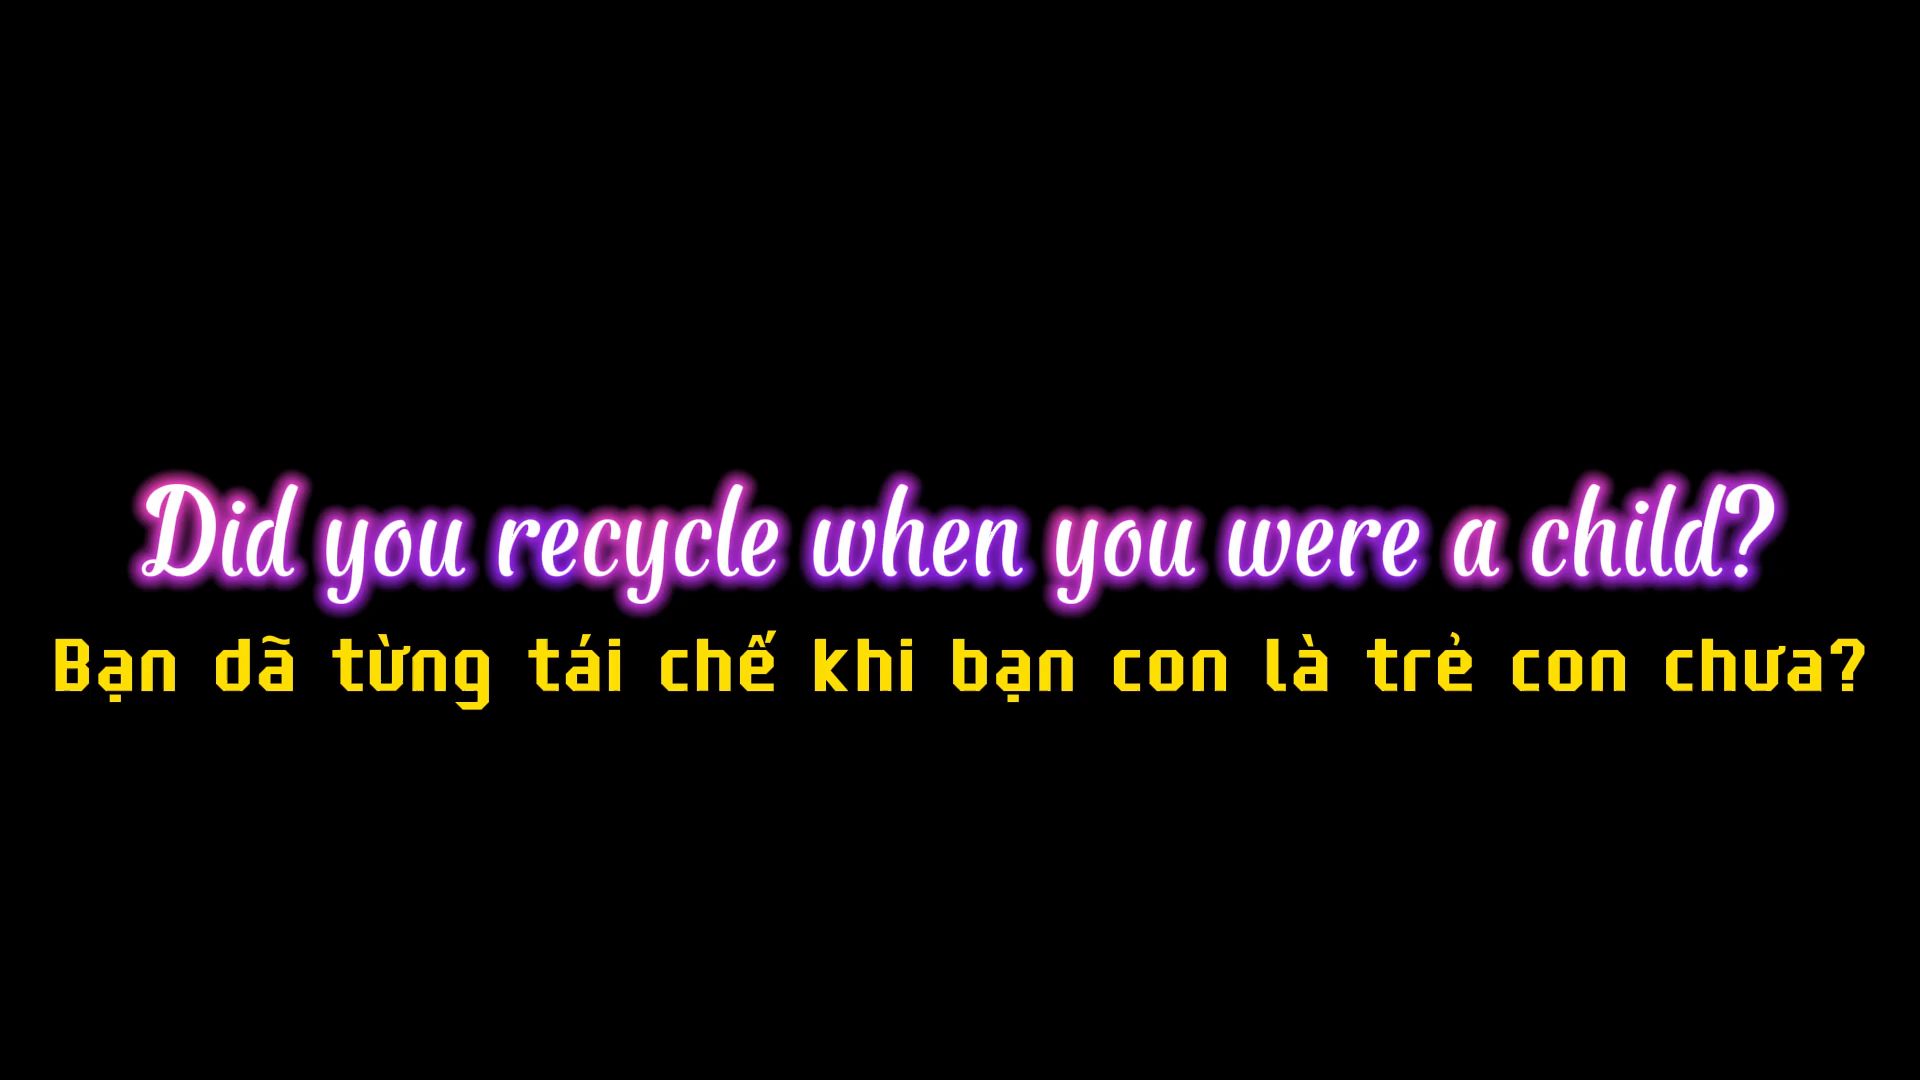 Did you recycle when you were a child?
Bạn dã từng tái chế khi bạn con là trẻ con chưa?